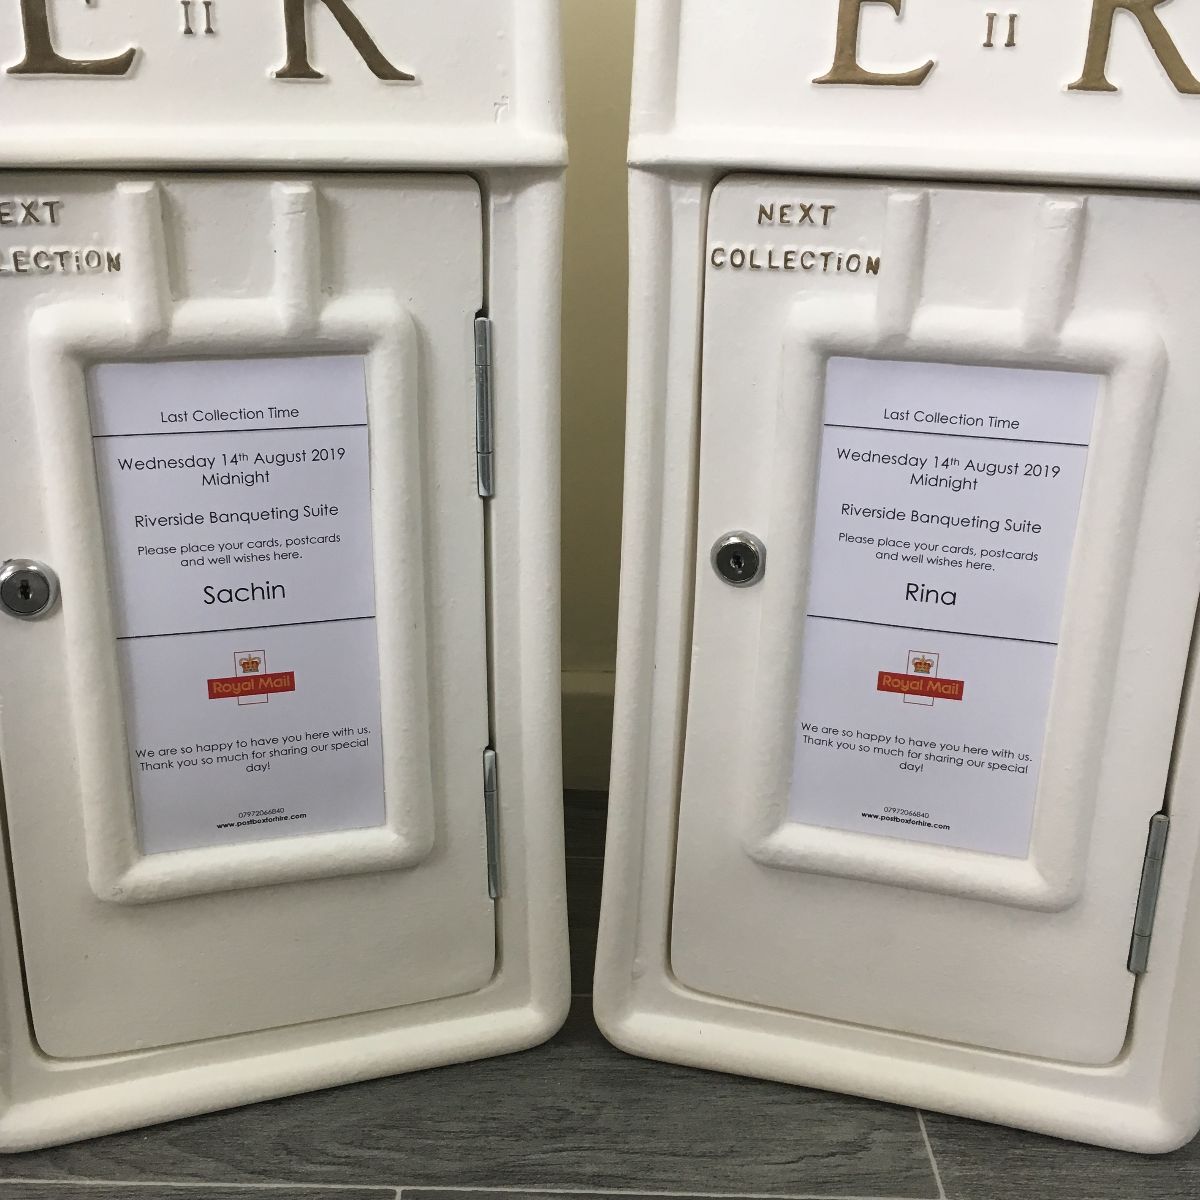 E II R
EXT
LECTION
Last Collection Time
Wednesday 14th August 2019
Midnight
Riverside Banqueting Suite
Please place your cards, postcards
and well wishes here.
Sachin
Royal Mail
We are so happy to have you here with us.
Thank you so much for sharing our special
day!
07972066840
www.postboxforhire.com
E II R
NEXT
COLLECTION
Last Collection Time
Wednesday 14th August 2019
Midnight
Riverside Banqueting Suite
Please place your cards, postcards
and well wishes here.
Rina
Royal Mail
We are so happy to have you here with us.
Thank you so much for sharing our special
day!
07972066840
www.postboxforhire.com